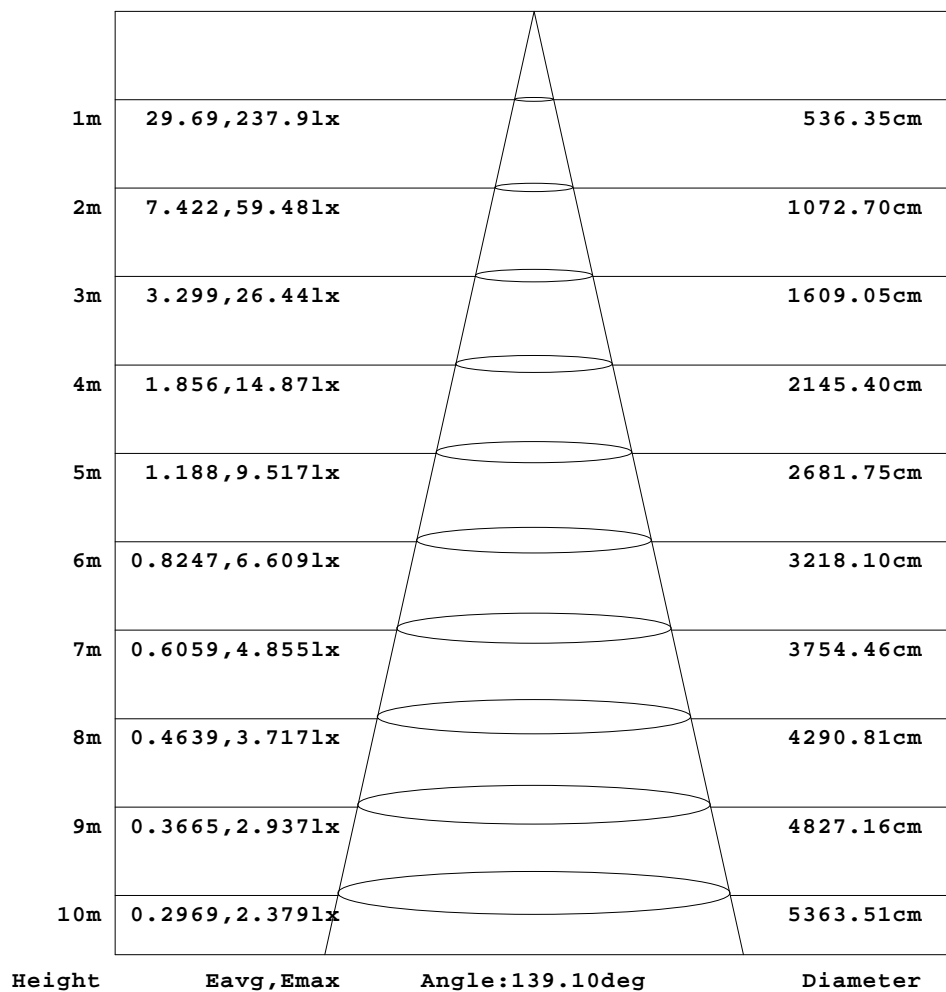 1m 29.69,237.9lx 536.35cm
2m 7.422,59.48lx 1072.70cm
3m 3.299,26.44lx 1609.05cm
4m 1.856,14.87lx 2145.40cm
5m 1.188,9.517lx 2681.75cm
6m 0.8247,6.609lx 3218.10cm
7m 0.6059,4.855lx 3754.46cm
8m 0.4639,3.717lx 4290.81cm
9m 0.3665,2.937lx 4827.16cm
10m 0.2969,2.379lx 5363.51cm
Height Eavg,Emax Angle:139.10deg Diameter